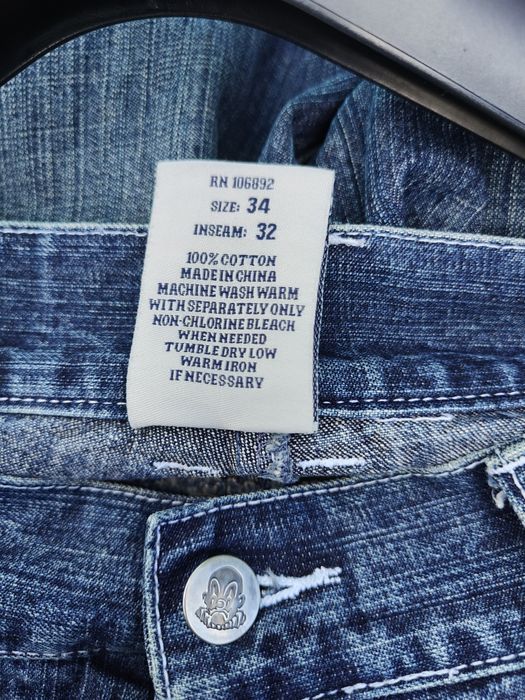 RN 106892
SIZE: 34
INSEAM: 32
100% COTTON
MADE IN CHINA
MACHINE WASH WARM
WITH SEPARATELY ONLY
NON-CHLORINE BLEACH
WHEN NEEDED
TUMBLE DRY LOW
WARM IRON
IF NECESSARY